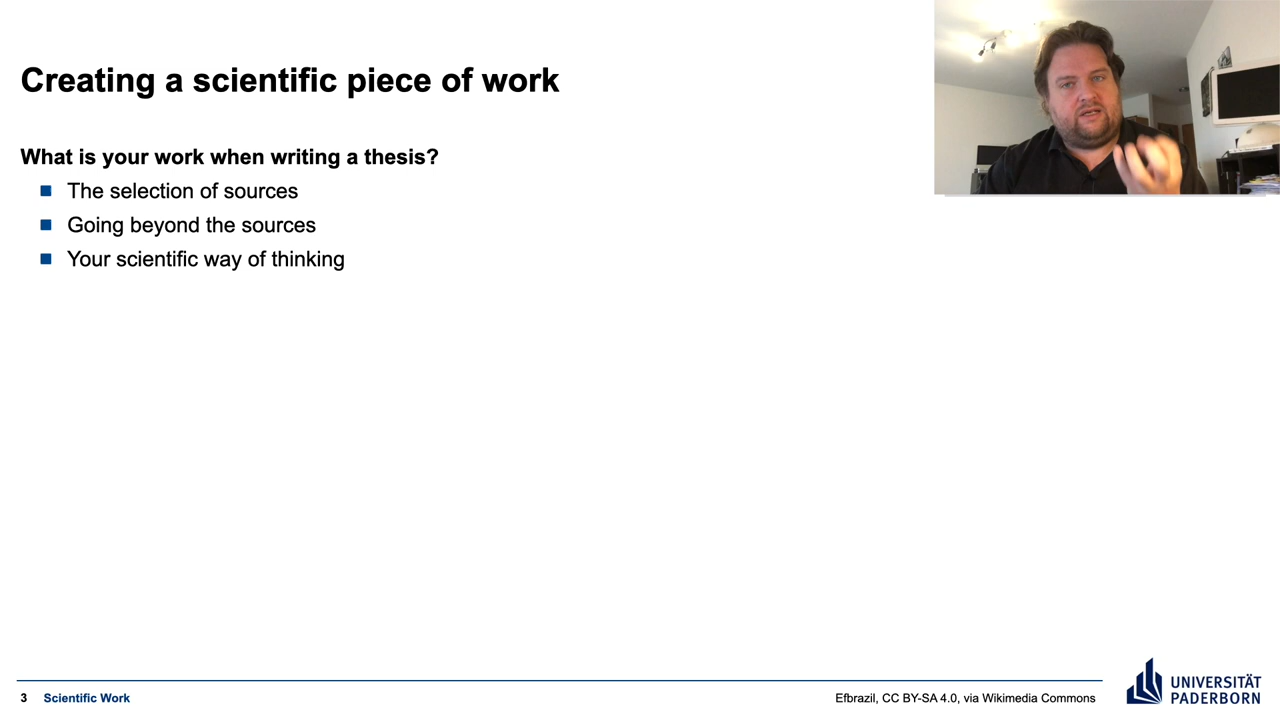 Creating a scientific piece of work
What is your work when writing a thesis?
The selection of sources
Going beyond the sources
Your scientific way of thinking
3 Scientific Work
Efbrazil, CC BY-SA 4.0, via Wikimedia Commons
UNIVERSITÄT
PADERBORN